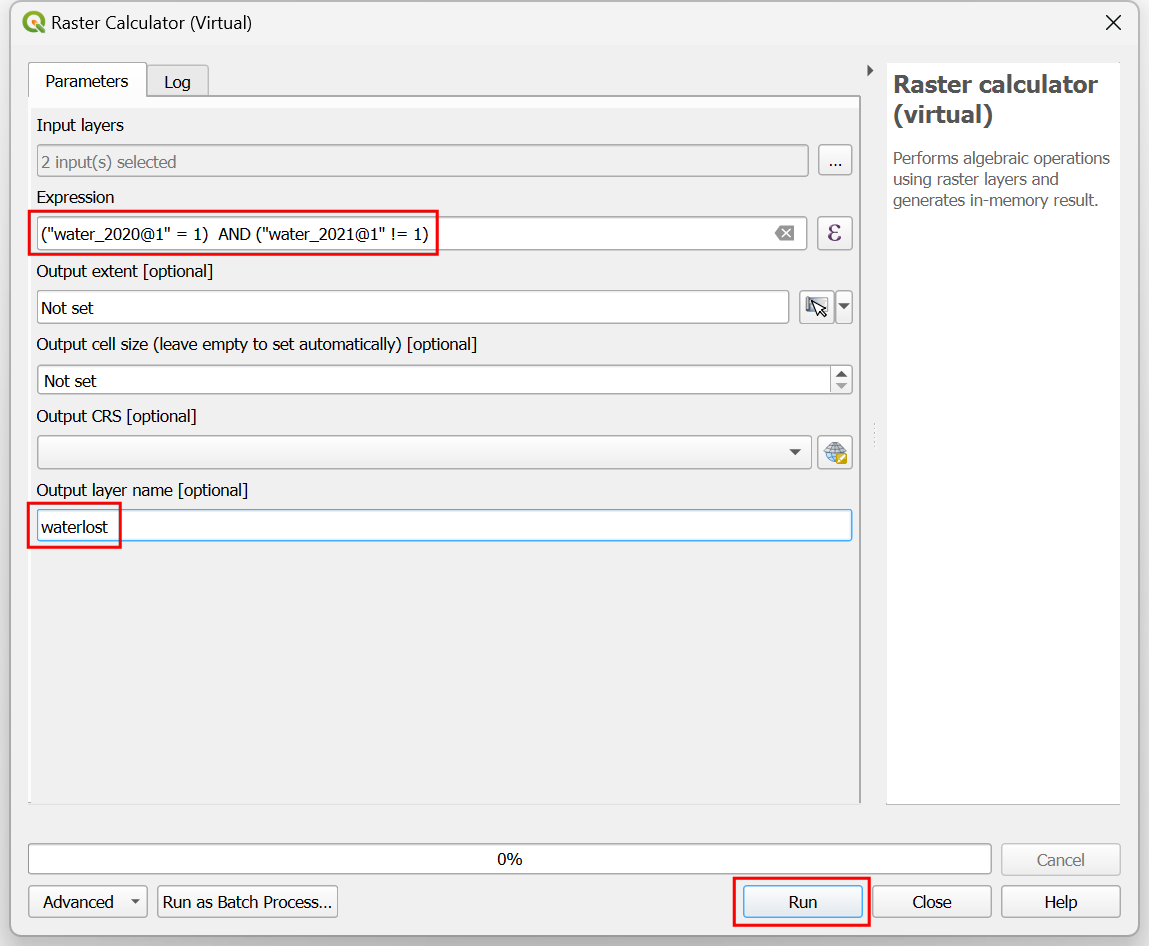 Raster Calculator (Virtual)
Parameters
Log
Input layers
2 input(s) selected
...
Expression
("water_2020@1" = 1)  AND ("water_2021@1" != 1)
ε
Output extent [optional]
Not set
Output cell size (leave empty to set automatically) [optional]
Not set
Output CRS [optional]
Output layer name [optional]
waterlost
Raster calculator
(virtual)
Performs algebraic operations
using raster layers and
generates in-memory result.
0%
Cancel
Advanced
Run as Batch Process...
Run
Close
Help